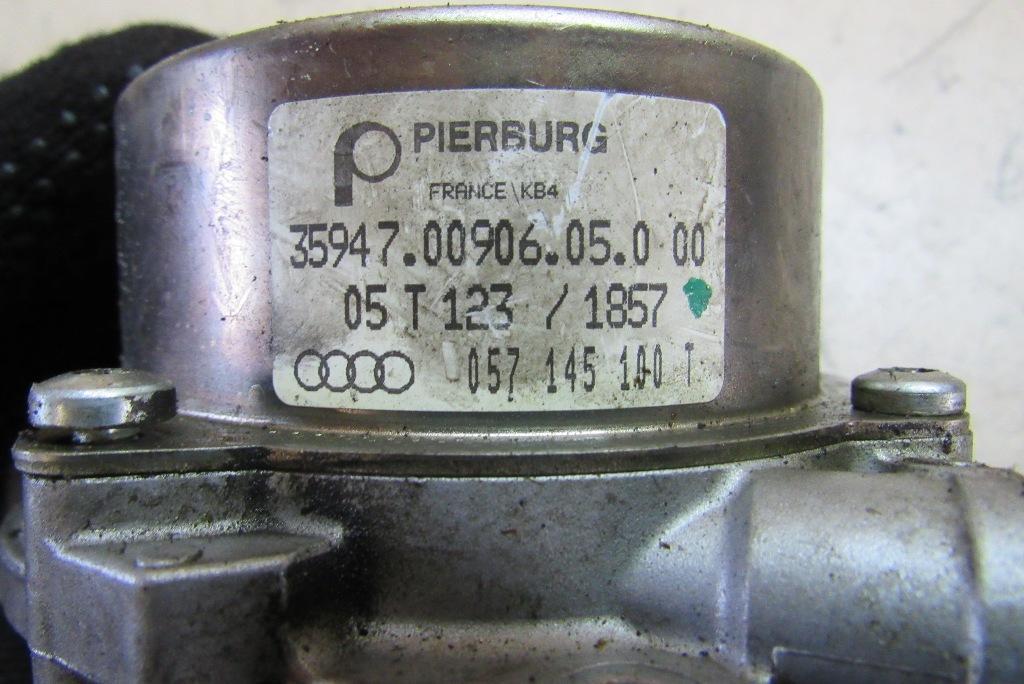 PIERBURG
FRANCE\KB4
35947.00906.05.0 00
05 T 123 / 1857
057 145 100 T